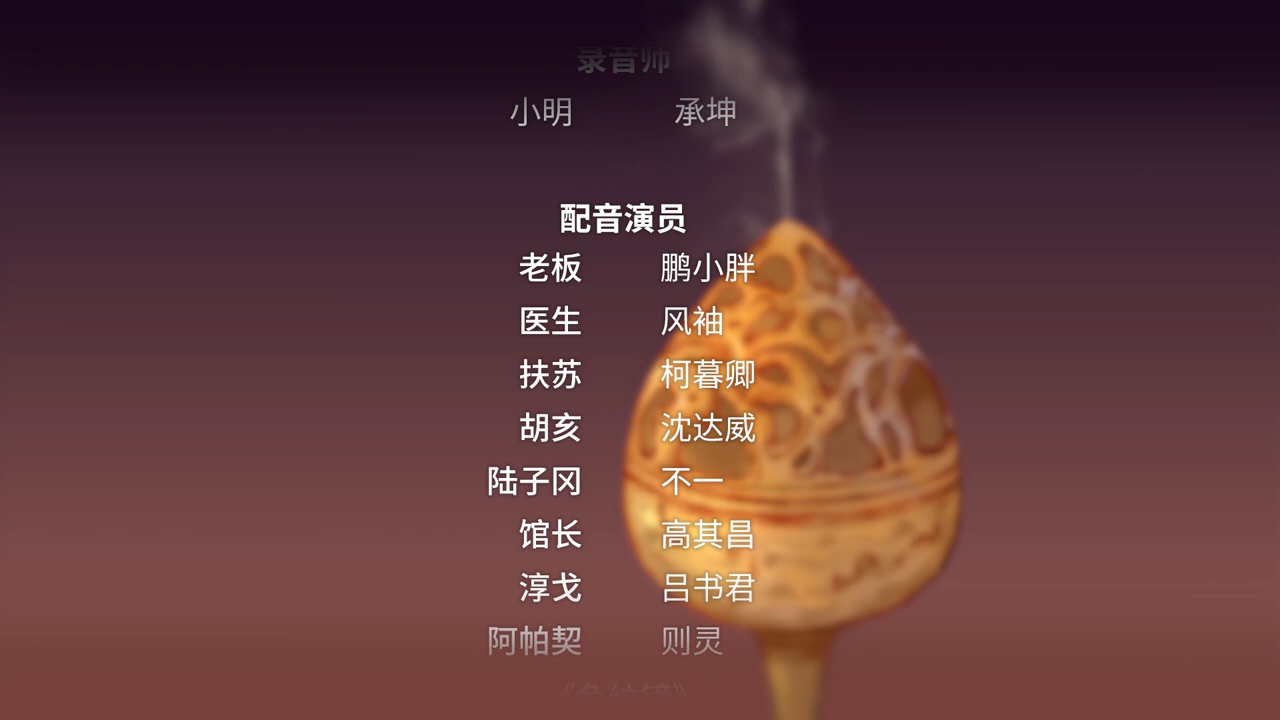 录音师
小明 承坤
配音演员
老板 鹏小胖
医生 风袖
扶苏 柯暮卿
胡亥 沈达威
陆子冈 不一
馆长 高其昌
淳戈 吕书君
阿帕契 则灵